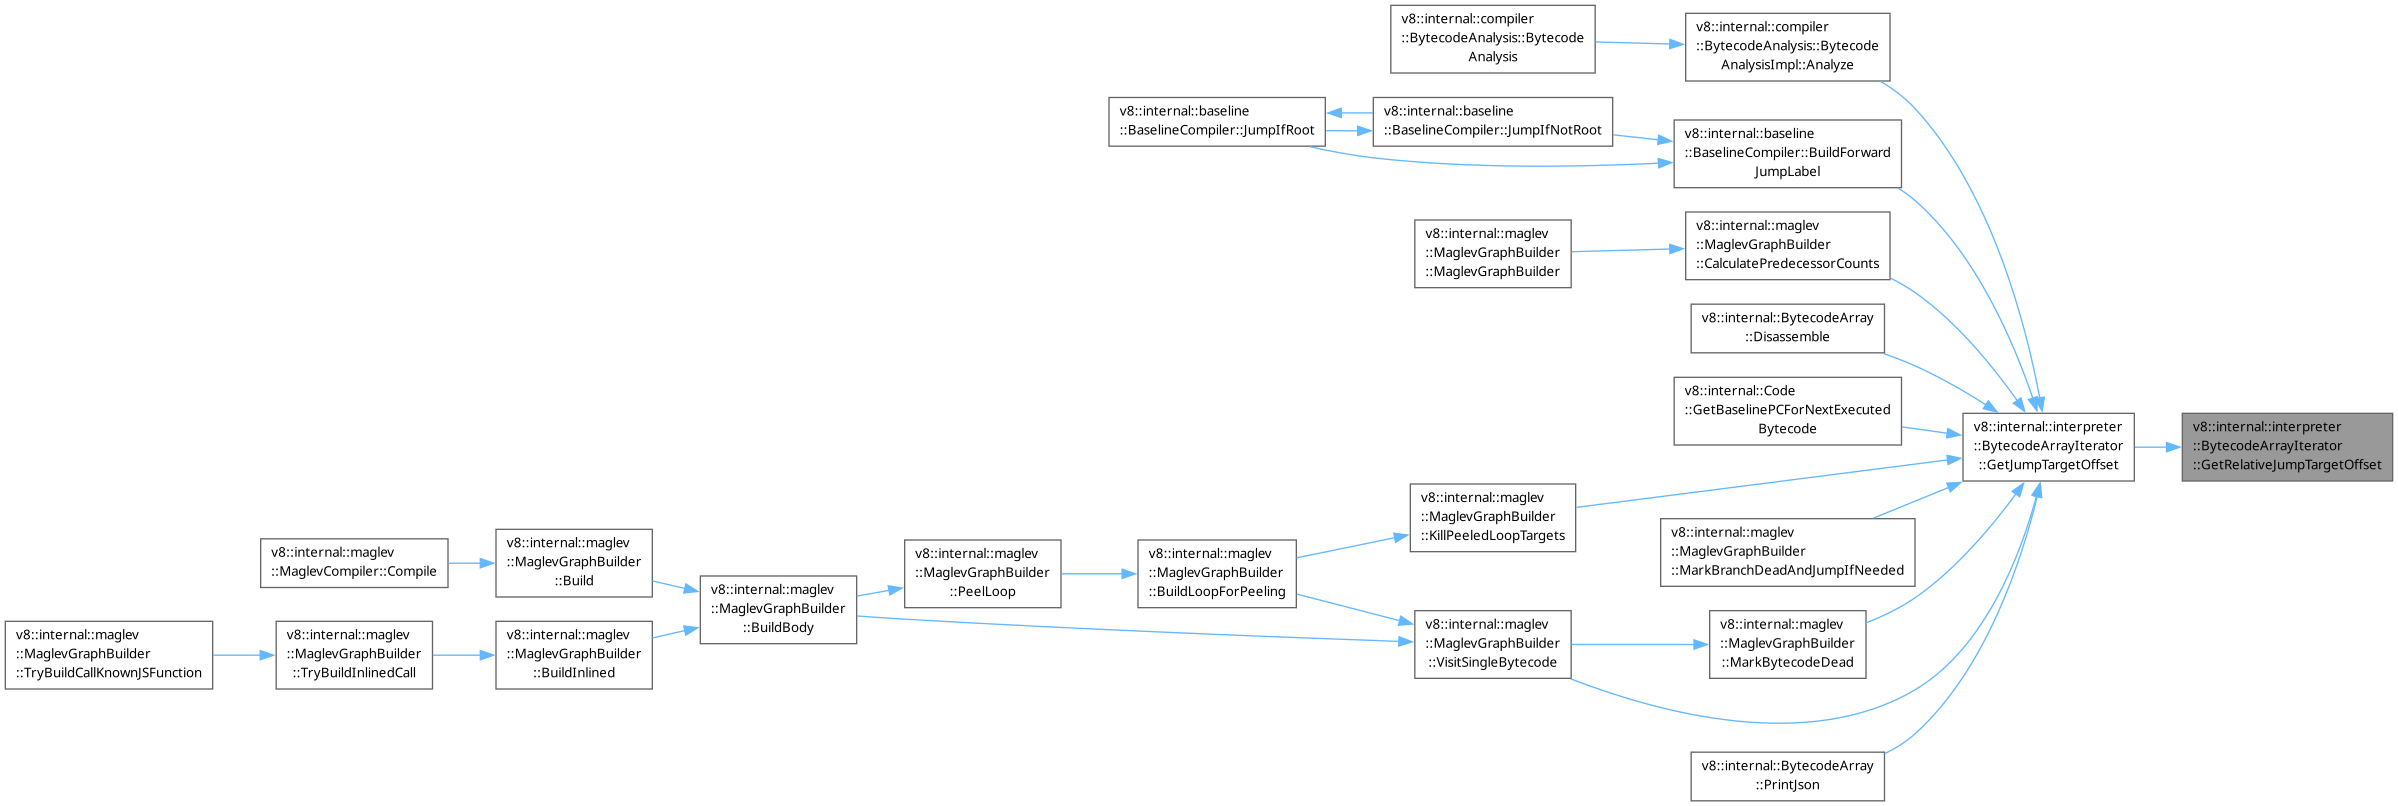 v8::internal::compiler
::BytecodeAnalysis::Bytecode
Analysis
v8::internal::compiler
::BytecodeAnalysis::Bytecode
AnalysisImpl::Analyze
v8::internal::baseline
::BaselineCompiler::JumpIfRoot
v8::internal::baseline
::BaselineCompiler::JumpIfNotRoot
v8::internal::baseline
::BaselineCompiler::BuildForward
JumpLabel
v8::internal::maglev
::MaglevGraphBuilder
::MaglevGraphBuilder
v8::internal::maglev
::MaglevGraphBuilder
::CalculatePredecessorCounts
v8::internal::BytecodeArray
::Disassemble
v8::internal::Code
::GetBaselinePCForNextExecuted
Bytecode
v8::internal::interpreter
::BytecodeArrayIterator
::GetJumpTargetOffset
v8::internal::interpreter
::BytecodeArrayIterator
::GetRelativeJumpTargetOffset
v8::internal::maglev
::MaglevGraphBuilder
::KillPeeledLoopTargets
v8::internal::maglev
::MaglevGraphBuilder
::MarkBranchDeadAndJumpIfNeeded
v8::internal::maglev
::MaglevCompiler::Compile
v8::internal::maglev
::MaglevGraphBuilder
::Build
v8::internal::maglev
::MaglevGraphBuilder
::BuildBody
v8::internal::maglev
::MaglevGraphBuilder
::PeelLoop
v8::internal::maglev
::MaglevGraphBuilder
::BuildLoopForPeeling
v8::internal::maglev
::MaglevGraphBuilder
::TryBuildCallKnownJSFunction
v8::internal::maglev
::MaglevGraphBuilder
::TryBuildInlinedCall
v8::internal::maglev
::MaglevGraphBuilder
::BuildInlined
v8::internal::maglev
::MaglevGraphBuilder
::VisitSingleBytecode
v8::internal::maglev
::MaglevGraphBuilder
::MarkBytecodeDead
v8::internal::BytecodeArray
::PrintJson